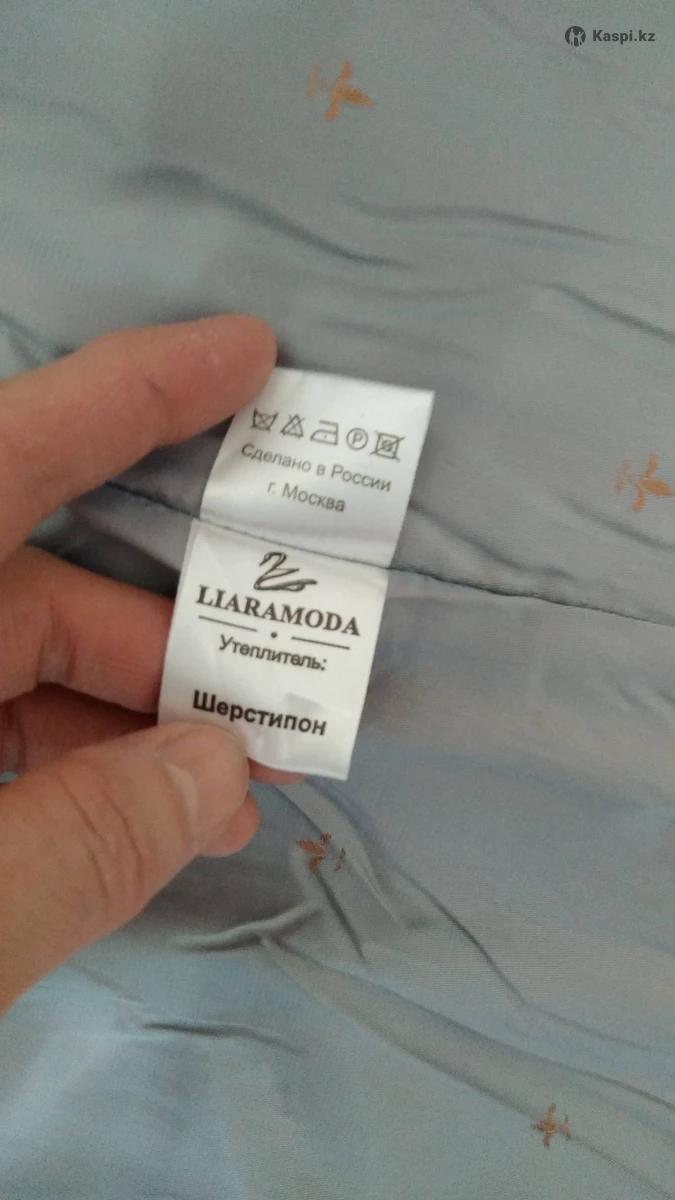 Kaspi.kz
Сделано в России
г. Москва
LIARAMODA
Утеплитель:
Шерстипон